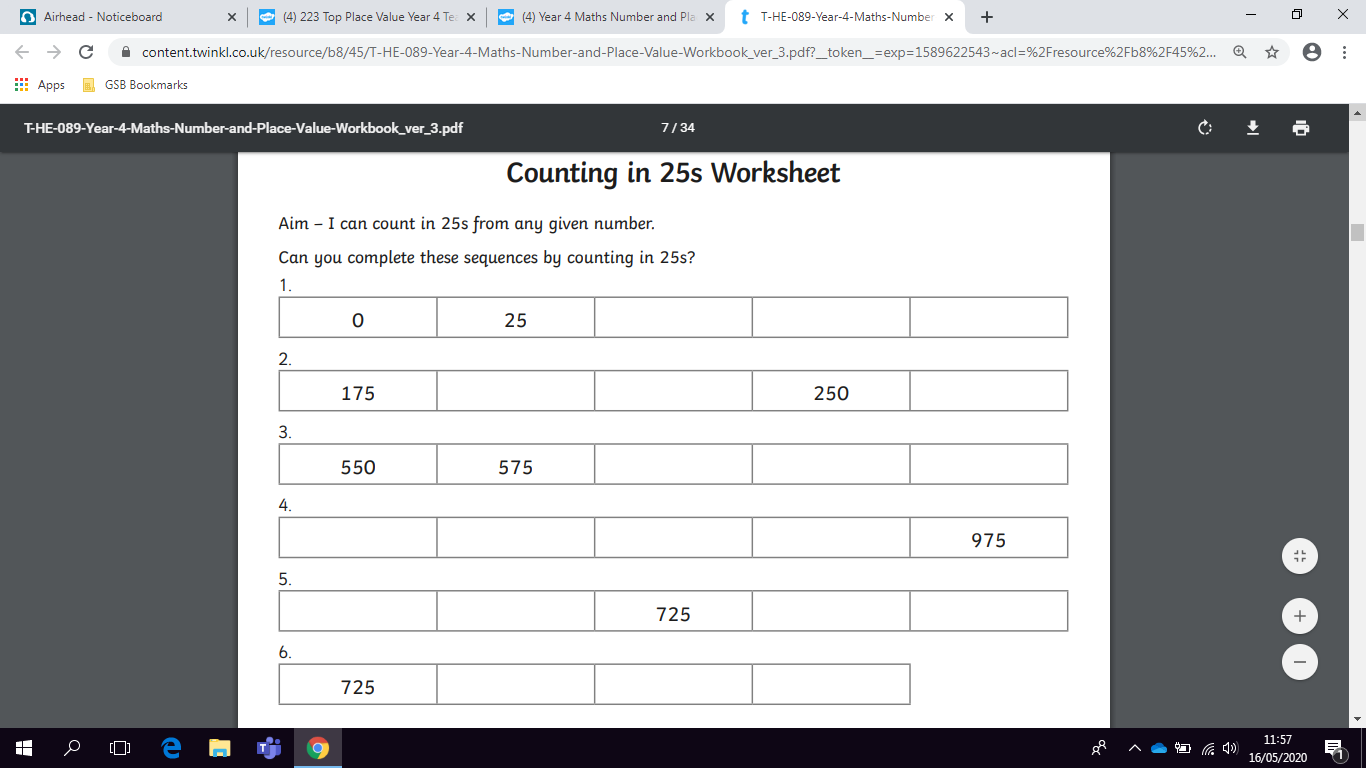 Airhead - Noticeboard
(4) 223 Top Place Value Year 4 Te
(4) Year 4 Maths Number and Pla
T-HE-089-Year-4-Maths-Number
content.twinkl.co.uk/resource/b8/45/T-HE-089-Year-4-Maths-Number-and-Place-Value-Workbook_ver_3.pdf?__token__=exp=1589622543~acl=%2Fresource%2Fb8%2F45%2...
Apps
GSB Bookmarks
T-HE-089-Year-4-Maths-Number-and-Place-Value-Workbook_ver_3.pdf
7 / 34
Counting in 25s Worksheet
Aim – I can count in 25s from any given number.
Can you complete these sequences by counting in 25s?
1.
0 25
2.
175 250
3.
550 575
4.
975
5.
725
6.
725
11:57
16/05/2020
1